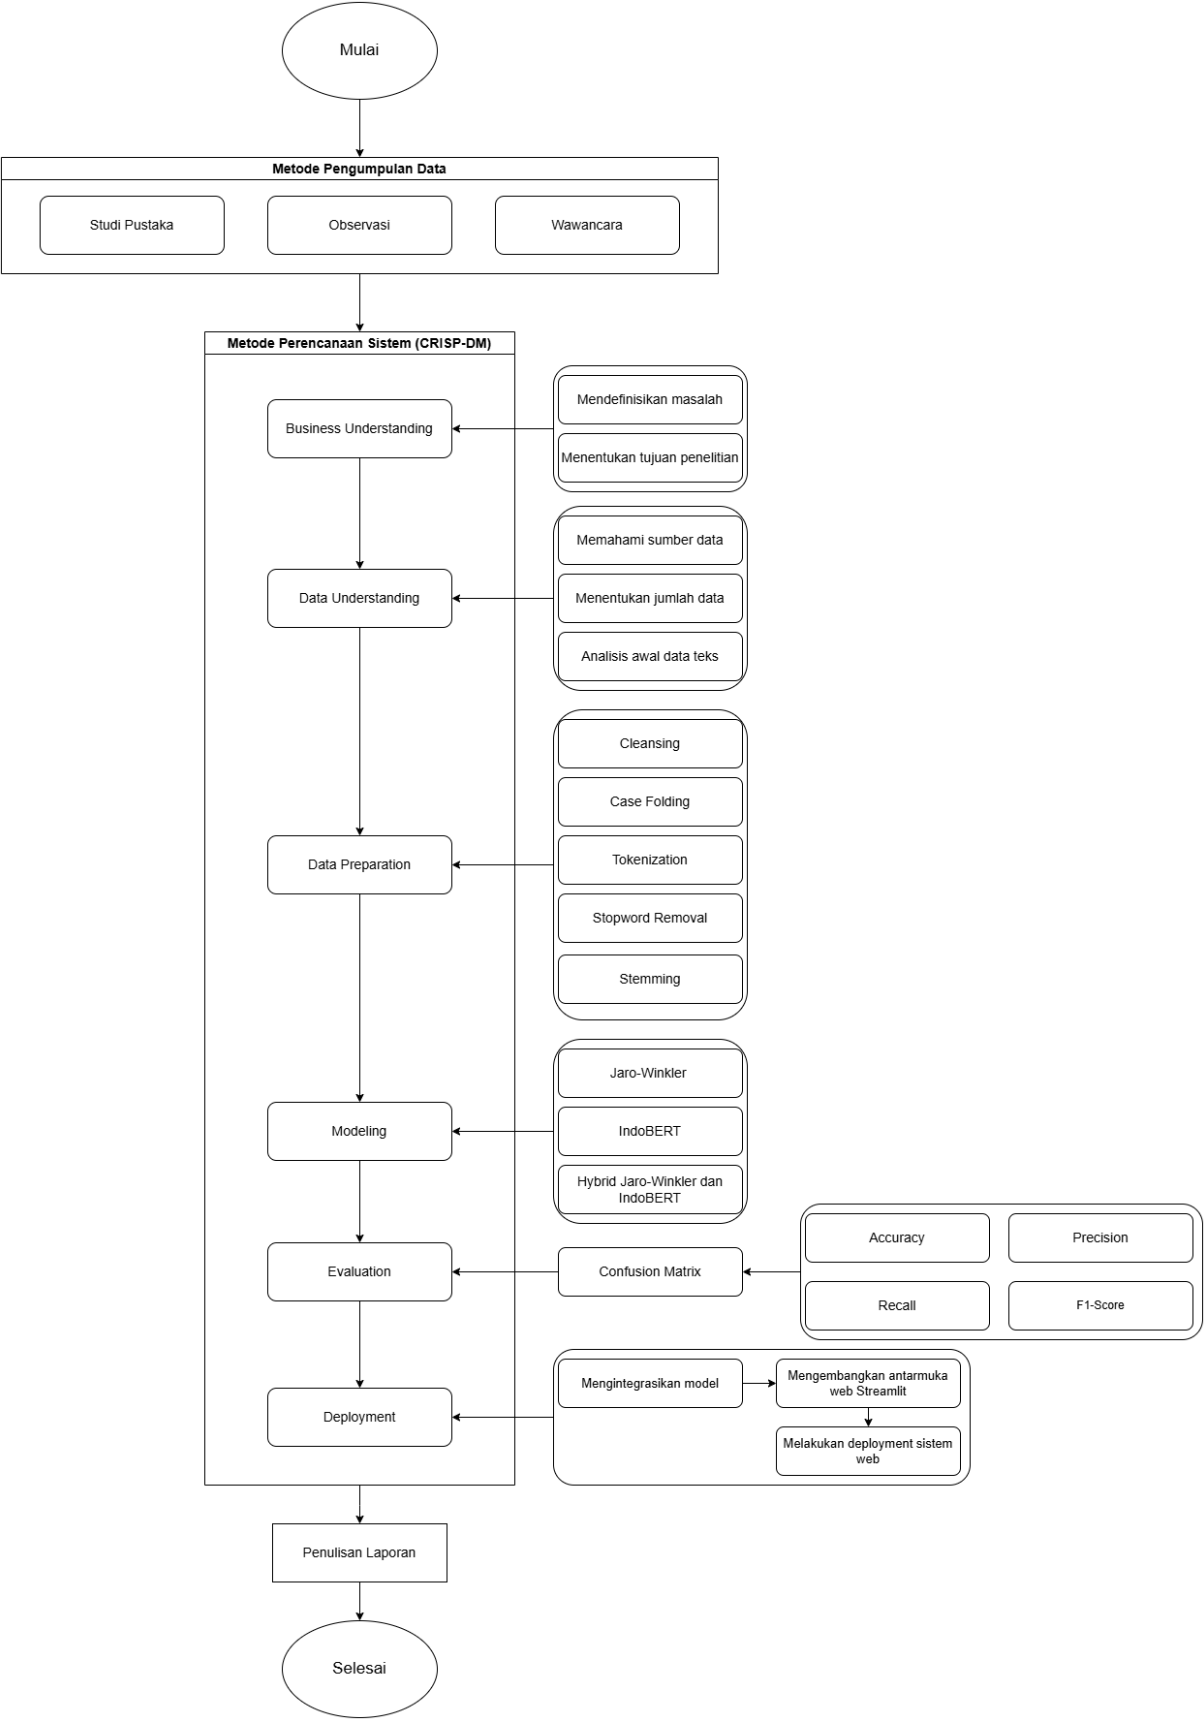 Mulai
Metode Pengumpulan Data
Studi Pustaka
Observasi
Wawancara
Metode Perencanaan Sistem (CRISP-DM)
Business Understanding
Mendefinisikan masalah
Menentukan tujuan penelitian
Data Understanding
Memahami sumber data
Menentukan jumlah data
Analisis awal data teks
Data Preparation
Cleansing
Case Folding
Tokenization
Stopword Removal
Stemming
Modeling
Jaro-Winkler
IndoBERT
Hybrid Jaro-Winkler dan
IndoBERT
Evaluation
Confusion Matrix
Accuracy
Precision
Recall
F1-Score
Deployment
Mengintegrasikan model
Mengembangkan antarmuka
web Streamlit
Melakukan deployment sistem
web
Penulisan Laporan
Selesai